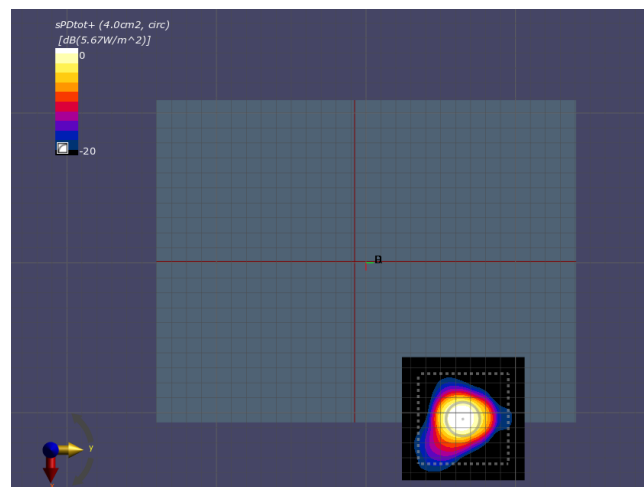 sPDtot+ (4.0cm2, circ)
[dB(5.67W/m^2)]
0
-20
B
y